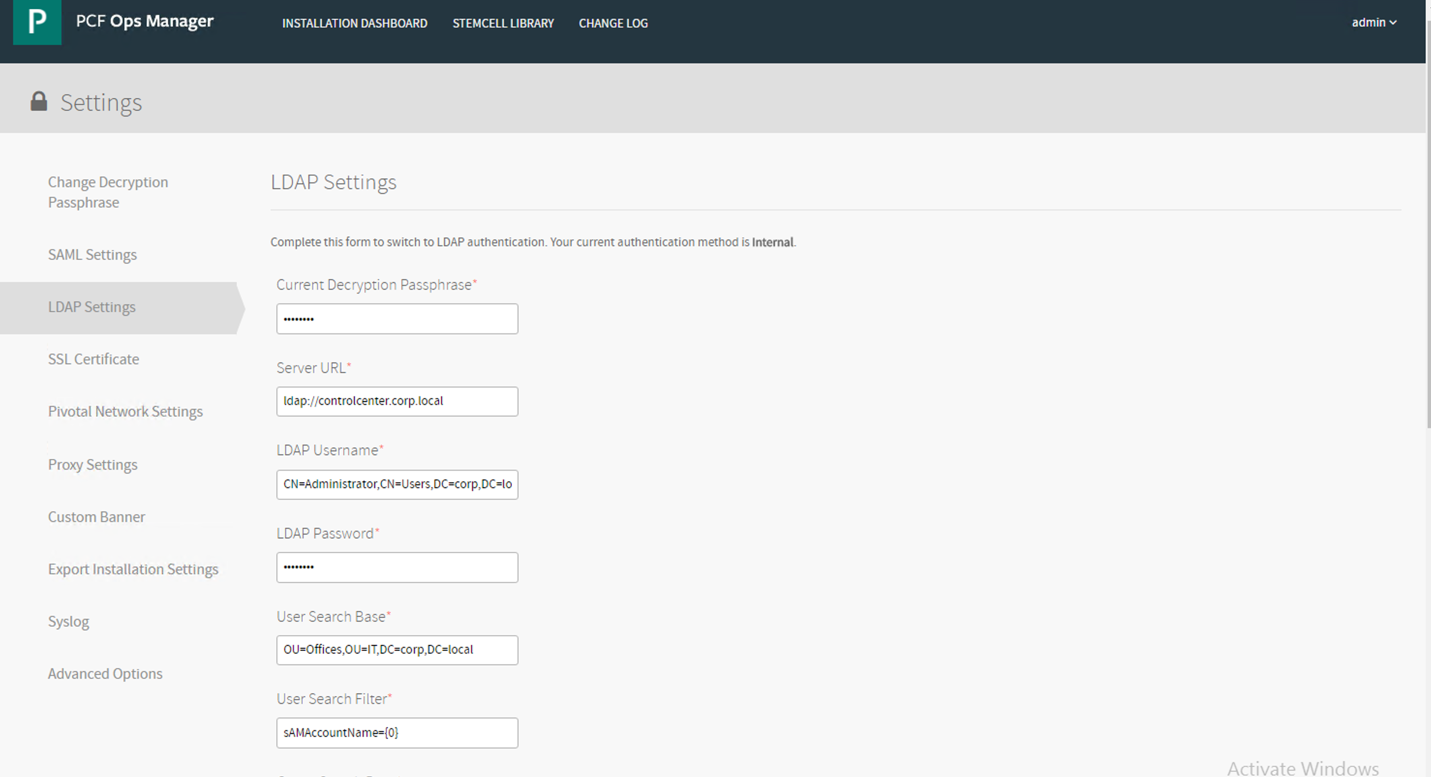 P PCF Ops Manager INSTALLATION DASHBOARD STEMCELL LIBRARY CHANGE LOG admin
Settings
Change Decryption
Passphrase
SAML Settings
LDAP Settings
SSL Certificate
Pivotal Network Settings
Proxy Settings
Custom Banner
Export Installation Settings
Syslog
Advanced Options
LDAP Settings
Complete this form to switch to LDAP authentication. Your current authentication method is Internal.
Current Decryption Passphrase*
••••••••
Server URL*
ldap://controlcenter.corp.local
LDAP Username*
CN=Administrator,CN=Users,DC=corp,DC=lo
LDAP Password*
••••••••
User Search Base*
OU=Offices,OU=IT,DC=corp,DC=local
User Search Filter*
sAMAccountName={0}
Activate Windows